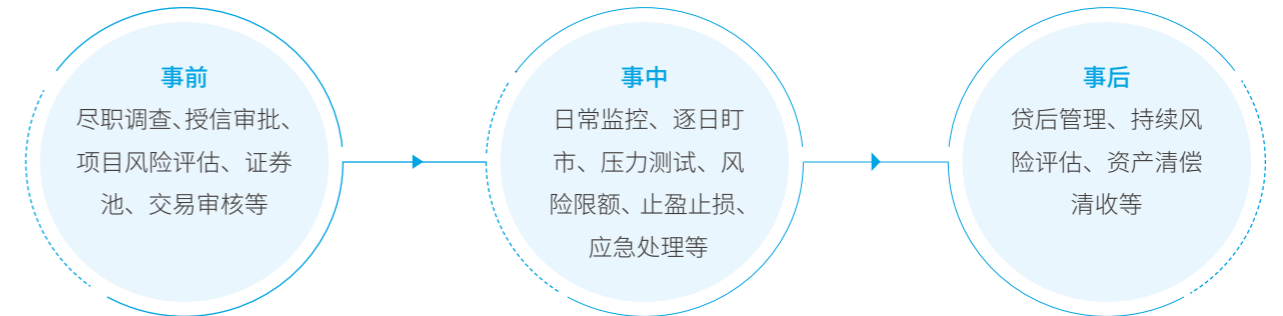 事前
尽职调查、授信审批、
项目风险评估、证券
池、交易审核等
事中
日常监控、逐日盯
市、压力测试、风
险限额、止盈止损、
应急处理等
事后
贷后管理、持续风
险评估、资产清偿
清收等